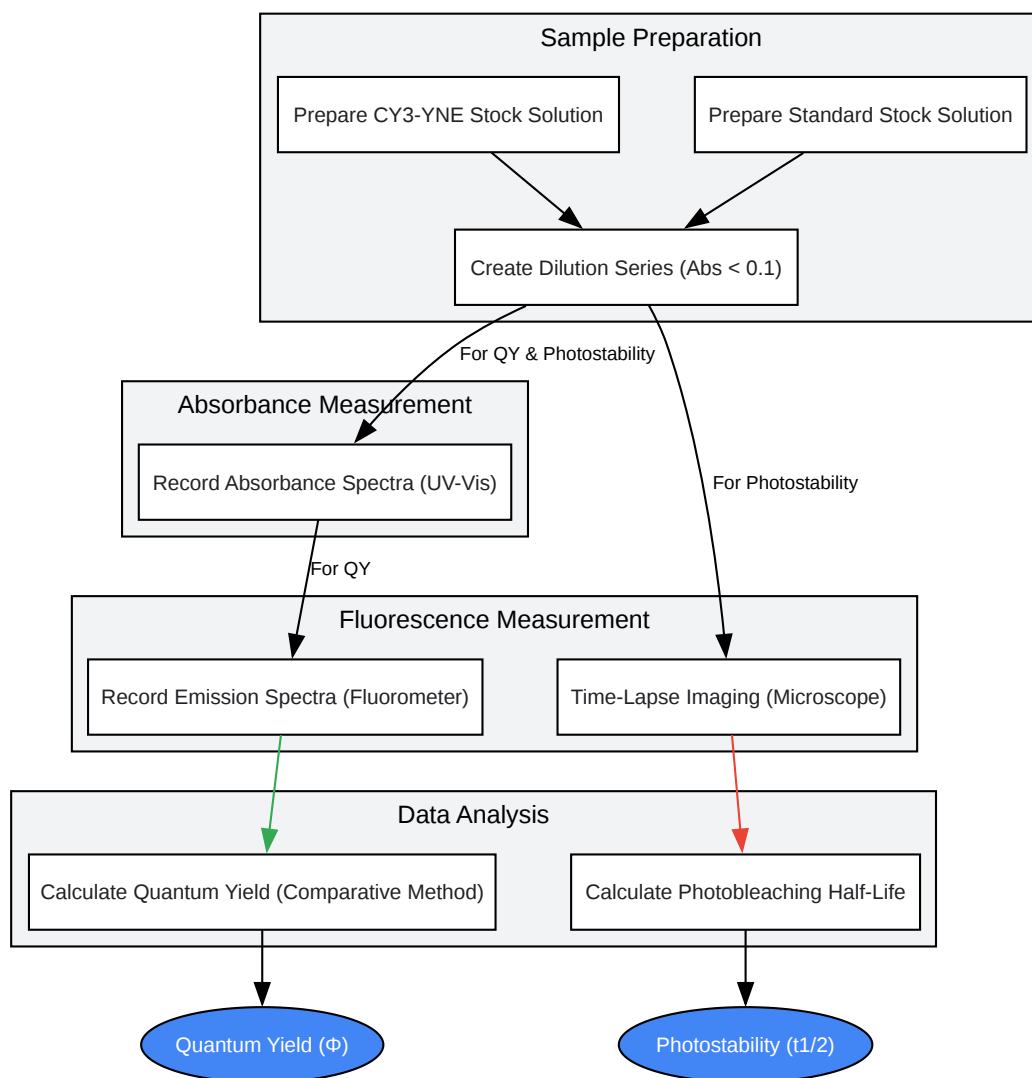 Sample Preparation
Prepare CY3-YNE Stock Solution
Prepare Standard Stock Solution
Create Dilution Series (Abs < 0.1)
For QY & Photostability
Absorbance Measurement
Record Absorbance Spectra (UV-Vis)
For Photostability
For QY
Fluorescence Measurement
Record Emission Spectra (Fluorometer)
Time-Lapse Imaging (Microscope)
Data Analysis
Calculate Quantum Yield (Comparative Method)
Calculate Photobleaching Half-Life
Quantum Yield (Φ)
Photostability (t1/2)